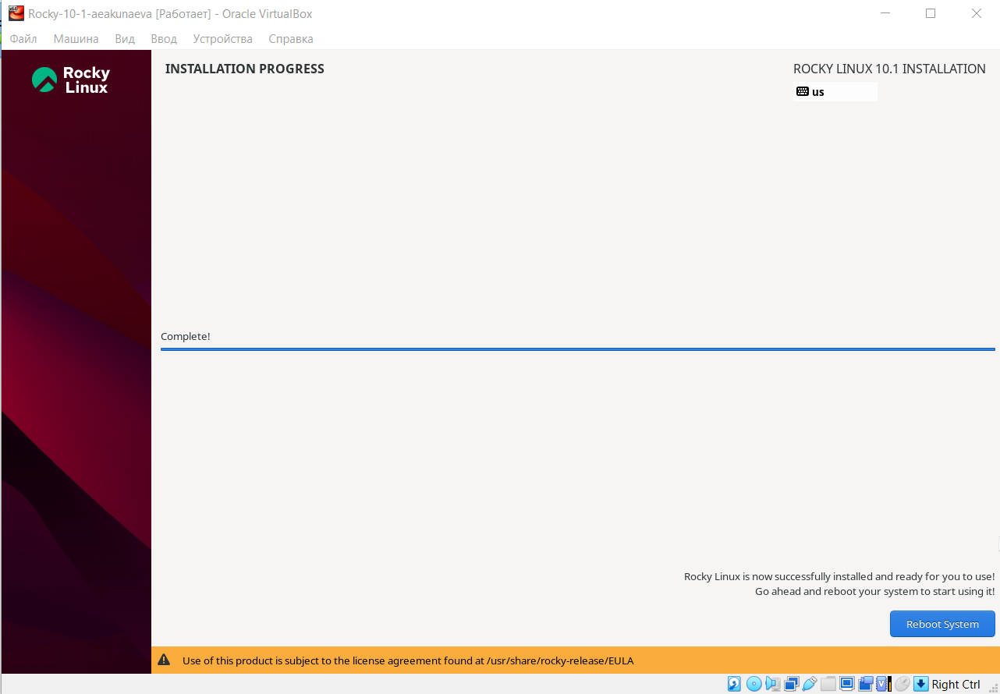 Rocky-10-1-aeakunaeva [Работает] - Oracle VirtualBox
Файл Машина Вид Ввод Устройства Справка
Rocky
Linux
INSTALLATION PROGRESS
ROCKY LINUX 10.1 INSTALLATION
us
Complete!
Rocky Linux is now successfully installed and ready for you to use!
Go ahead and reboot your system to start using it!
Reboot System
Use of this product is subject to the license agreement found at /usr/share/rocky-release/EULA
Right Ctrl